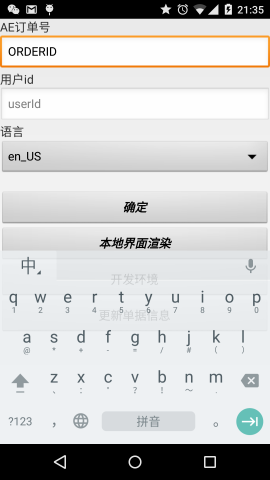 21:35
AE订单号
ORDERID
用户id
userId
语言
en_US
确定
本地界面渲染
中
开发环境
q w e r t y u i o p
1 2 3 4 5 6 7 8 9 0
更新单据信息
a s d f g h j k l
@ * + - = / # ( )
z x c v b n m
、 : " ? ! ~ .
?123 , 拼音 。